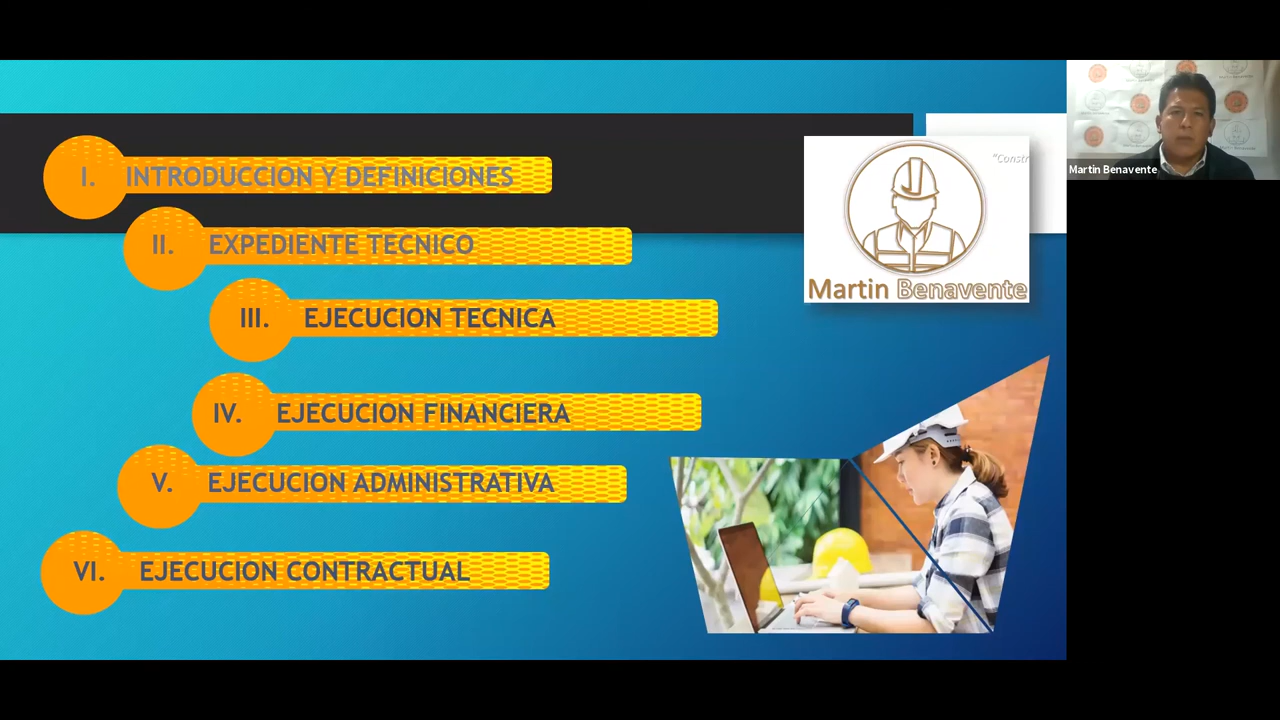 I. INTRODUCCION Y DEFINICIONES
II. EXPEDIENTE TECNICO
III. EJECUCION TECNICA
IV. EJECUCION FINANCIERA
V. EJECUCION ADMINISTRATIVA
VI. EJECUCION CONTRACTUAL
"Constr
Martin Benavente
Martin Benavente